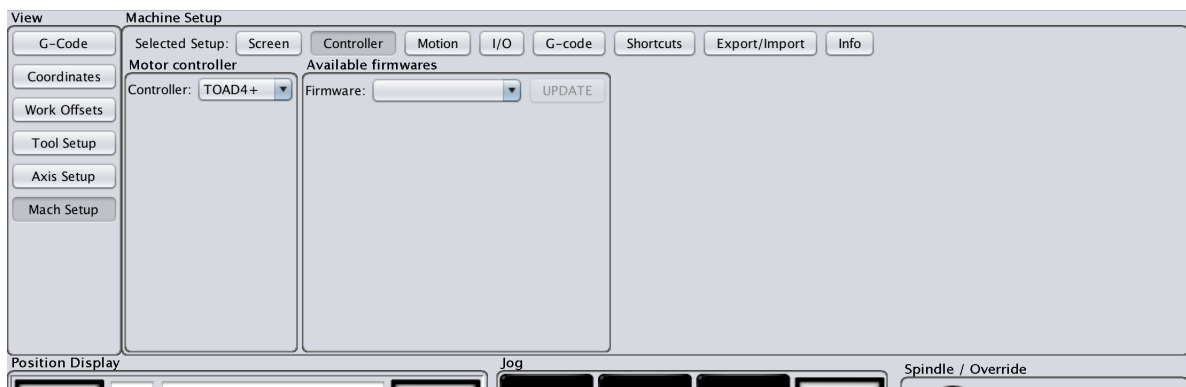 View Machine Setup
G-Code Selected Setup: Screen Controller Motion I/O G-code Shortcuts Export/Import Info
Motor controller Available firmwares
Coordinates
Controller: TOAD4+ Firmware: UPDATE
Work Offsets
Tool Setup
Axis Setup
Mach Setup
Position Display Jog Spindle / Override